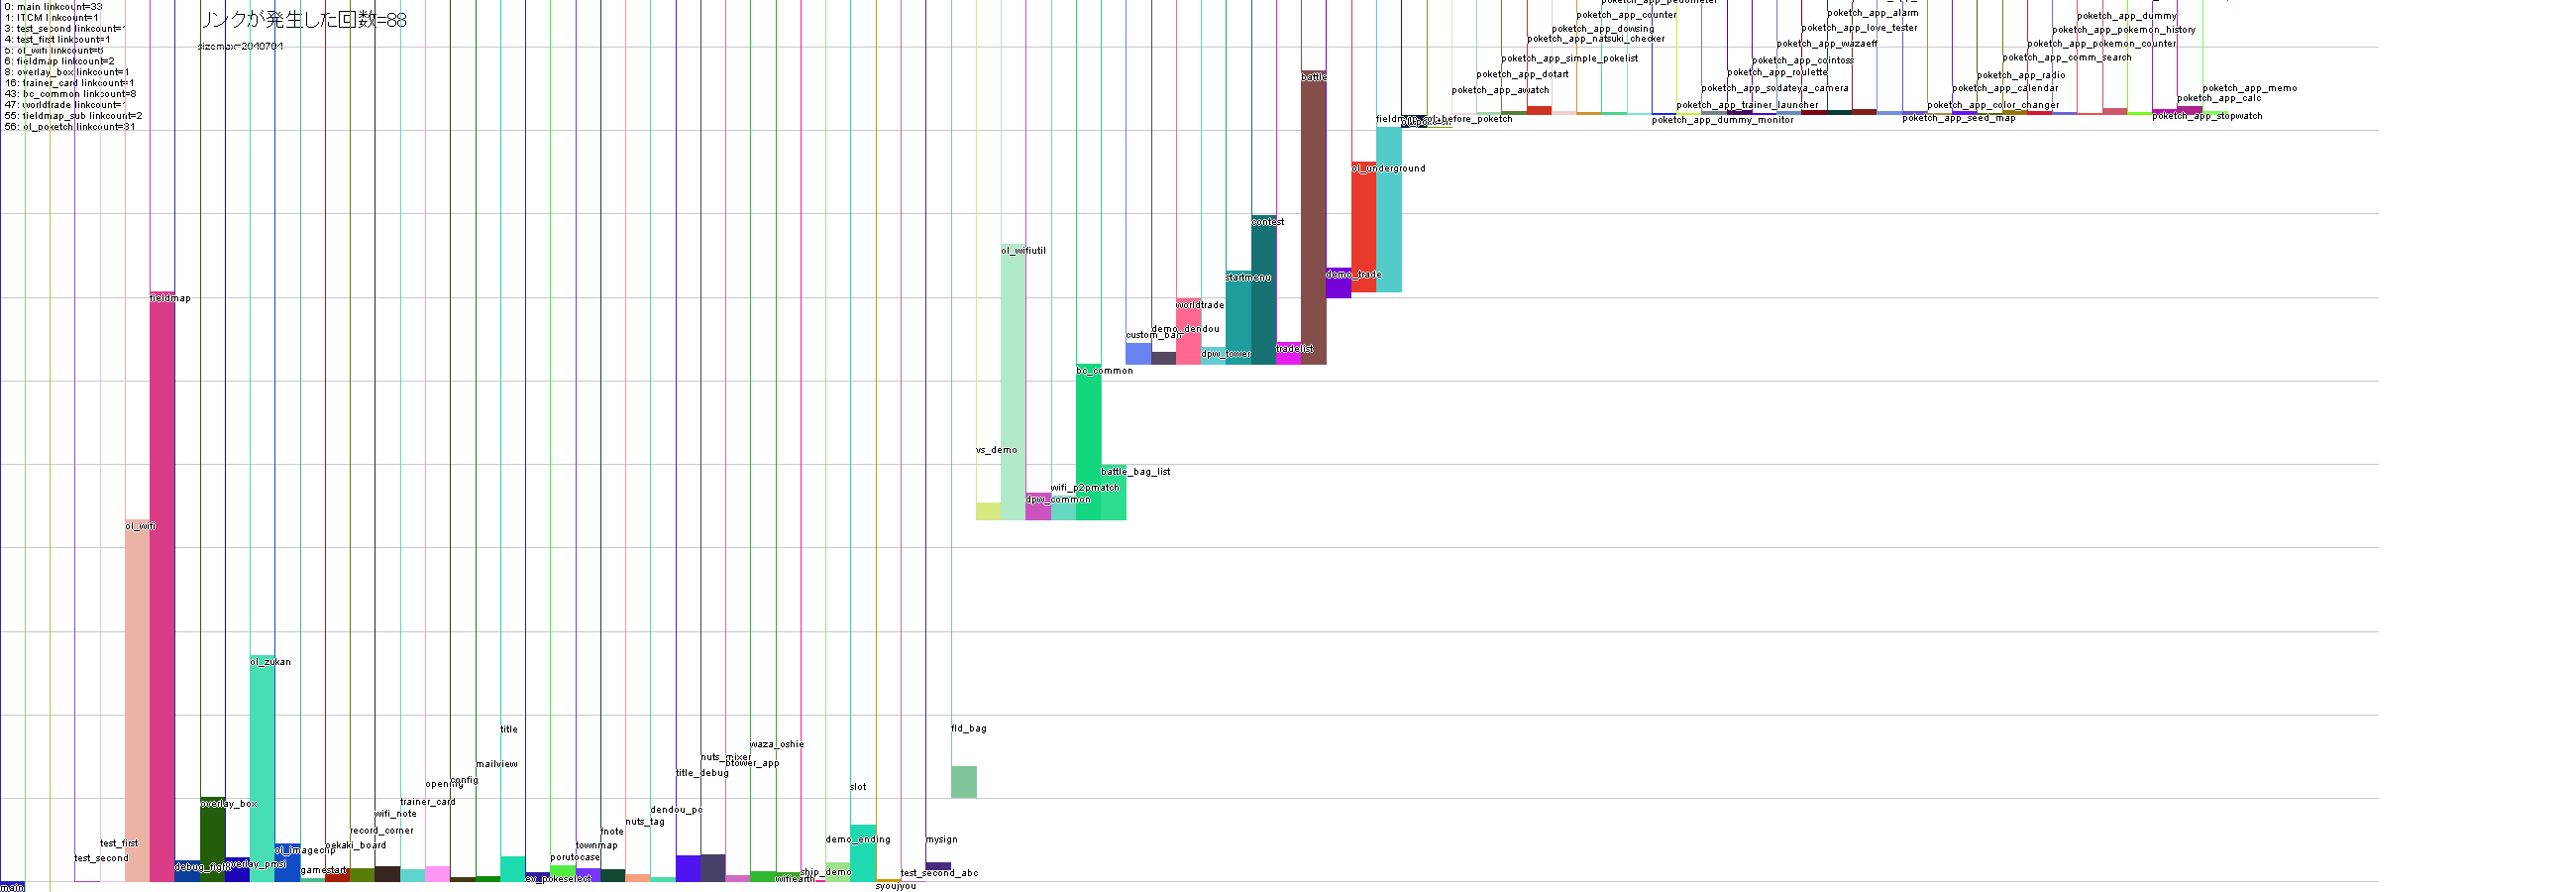 0: main linkcount=33
1: ITCM linkcount=1
3: test_second linkcount=1
4: test_first linkcount=1
5: ol_wifi linkcount=6
6: fieldmap linkcount=2
8: overlay_box linkcount=1
16: trainer_card linkcount=1
43: bc_common linkcount=8
47: worldtrade linkcount=1
55: fieldmap_sub linkcount=2
56: ol_poketch linkcount=31
リンクが発生した回数=88
poketch_app_pedometer
poketch_app_counter
poketch_app_dowsing
poketch_app_natsuki_checker
poketch_app_simple_pokelist
poketch_app_dotart
poketch_app_awatch
poketch_app_alarm
poketch_app_love_tester
poketch_app_wazaeff
poketch_app_cointoss
poketch_app_roulette
poketch_app_sodateya_camera
poketch_app_trainer_launcher
poketch_app_dummy_monitor
poketch_app_dummy
poketch_app_pokemon_history
poketch_app_pokemon_counter
poketch_app_comm_search
poketch_app_radio
poketch_app_calendar
poketch_app_color_changer
poketch_app_seed_map
poketch_app_memo
poketch_app_calc
poketch_app_stopwatch
battle
ol_underground
contest
demo_trade
startmenu
worldtrade
demo_dendou
dpw_tower
tradelist
ol_wifiutil
fieldmap
bc_common
vs_demo
battle_bag_list
wifi_p2pmatch
dpw_common
ol_wifi
ol_zukan
title
fld_bag
waza_oshie
nuts_mixer
btower_app
mailview
title_debug
config
slot
overlay_box
trainer_card
dendou_pc
wifi_note
nuts_tag
record_corner
fnote
test_first
oekaki_board
townmap
demo_ending
mysign
ol_imageclip
porutocase
test_second
debug_fight
overlay_pmsi
gamestart
ship_demo
test_second_abc
ev_pokeselect
wifiearth
syoujyou
main